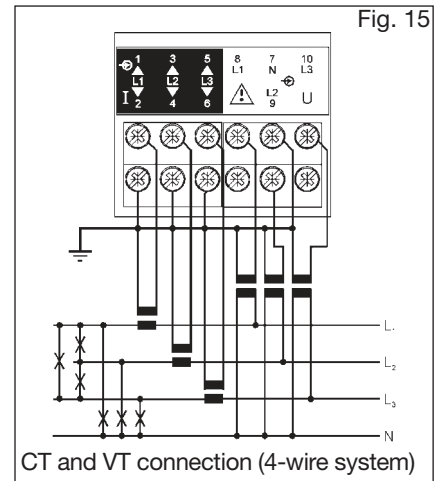 Fig. 15
1 3 5 8 7 10
L1 N L3
L1 L2 L3
L2
I 2 4 6 9 U
L.
L₂
L₃
N
CT and VT connection (4-wire system)